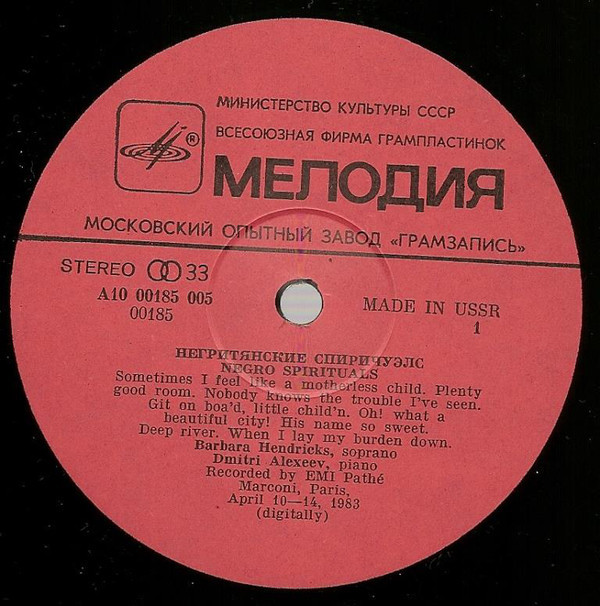 МИНИСТЕРСТВО КУЛЬТУРЫ СССР
ВСЕСОЮЗНАЯ ФИРМА ГРАМПЛАСТИНОК
®
МЕЛОДИЯ
МОСКОВСКИЙ ОПЫТНЫЙ ЗАВОД «ГРАМЗАПИСЬ»
STEREO 33
A10 00185 005
00185
MADE IN USSR
1
НЕГРИТЯНСКИЕ СПИРИЧУЭЛС
NEGRO SPIRITUALS
Sometimes I feel like a motherless child. Plenty
good room. Nobody knows the trouble I've seen.
Git on boa'd, little child'n. Oh! what a
beautiful city! His name so sweet.
Deep river. When I lay my burden down.
Barbara Hendricks, soprano
Dmitri Alexeev, piano
Recorded by EMI Pathé
Marconi, Paris,
April 10—14, 1983
(digitally)